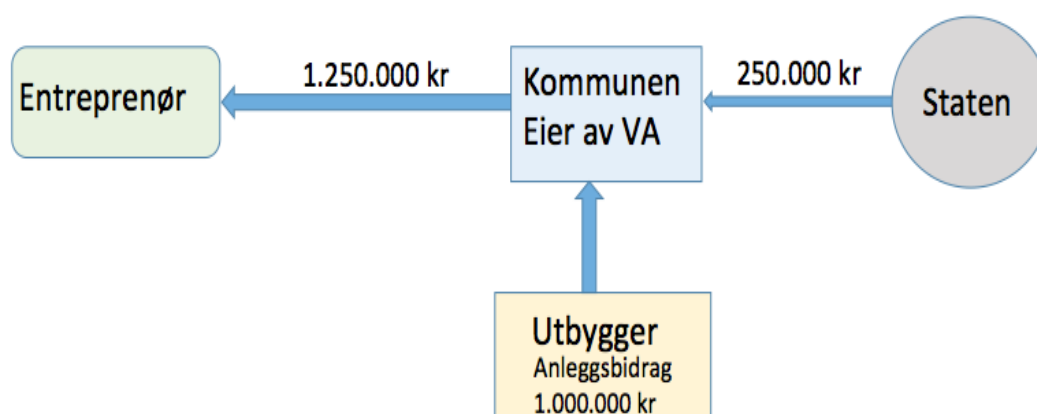 Entreprenør
1.250.000 kr
Kommunen
Eier av VA
250.000 kr
Staten
Utbygger
Anleggsbidrag
1.000.000 kr